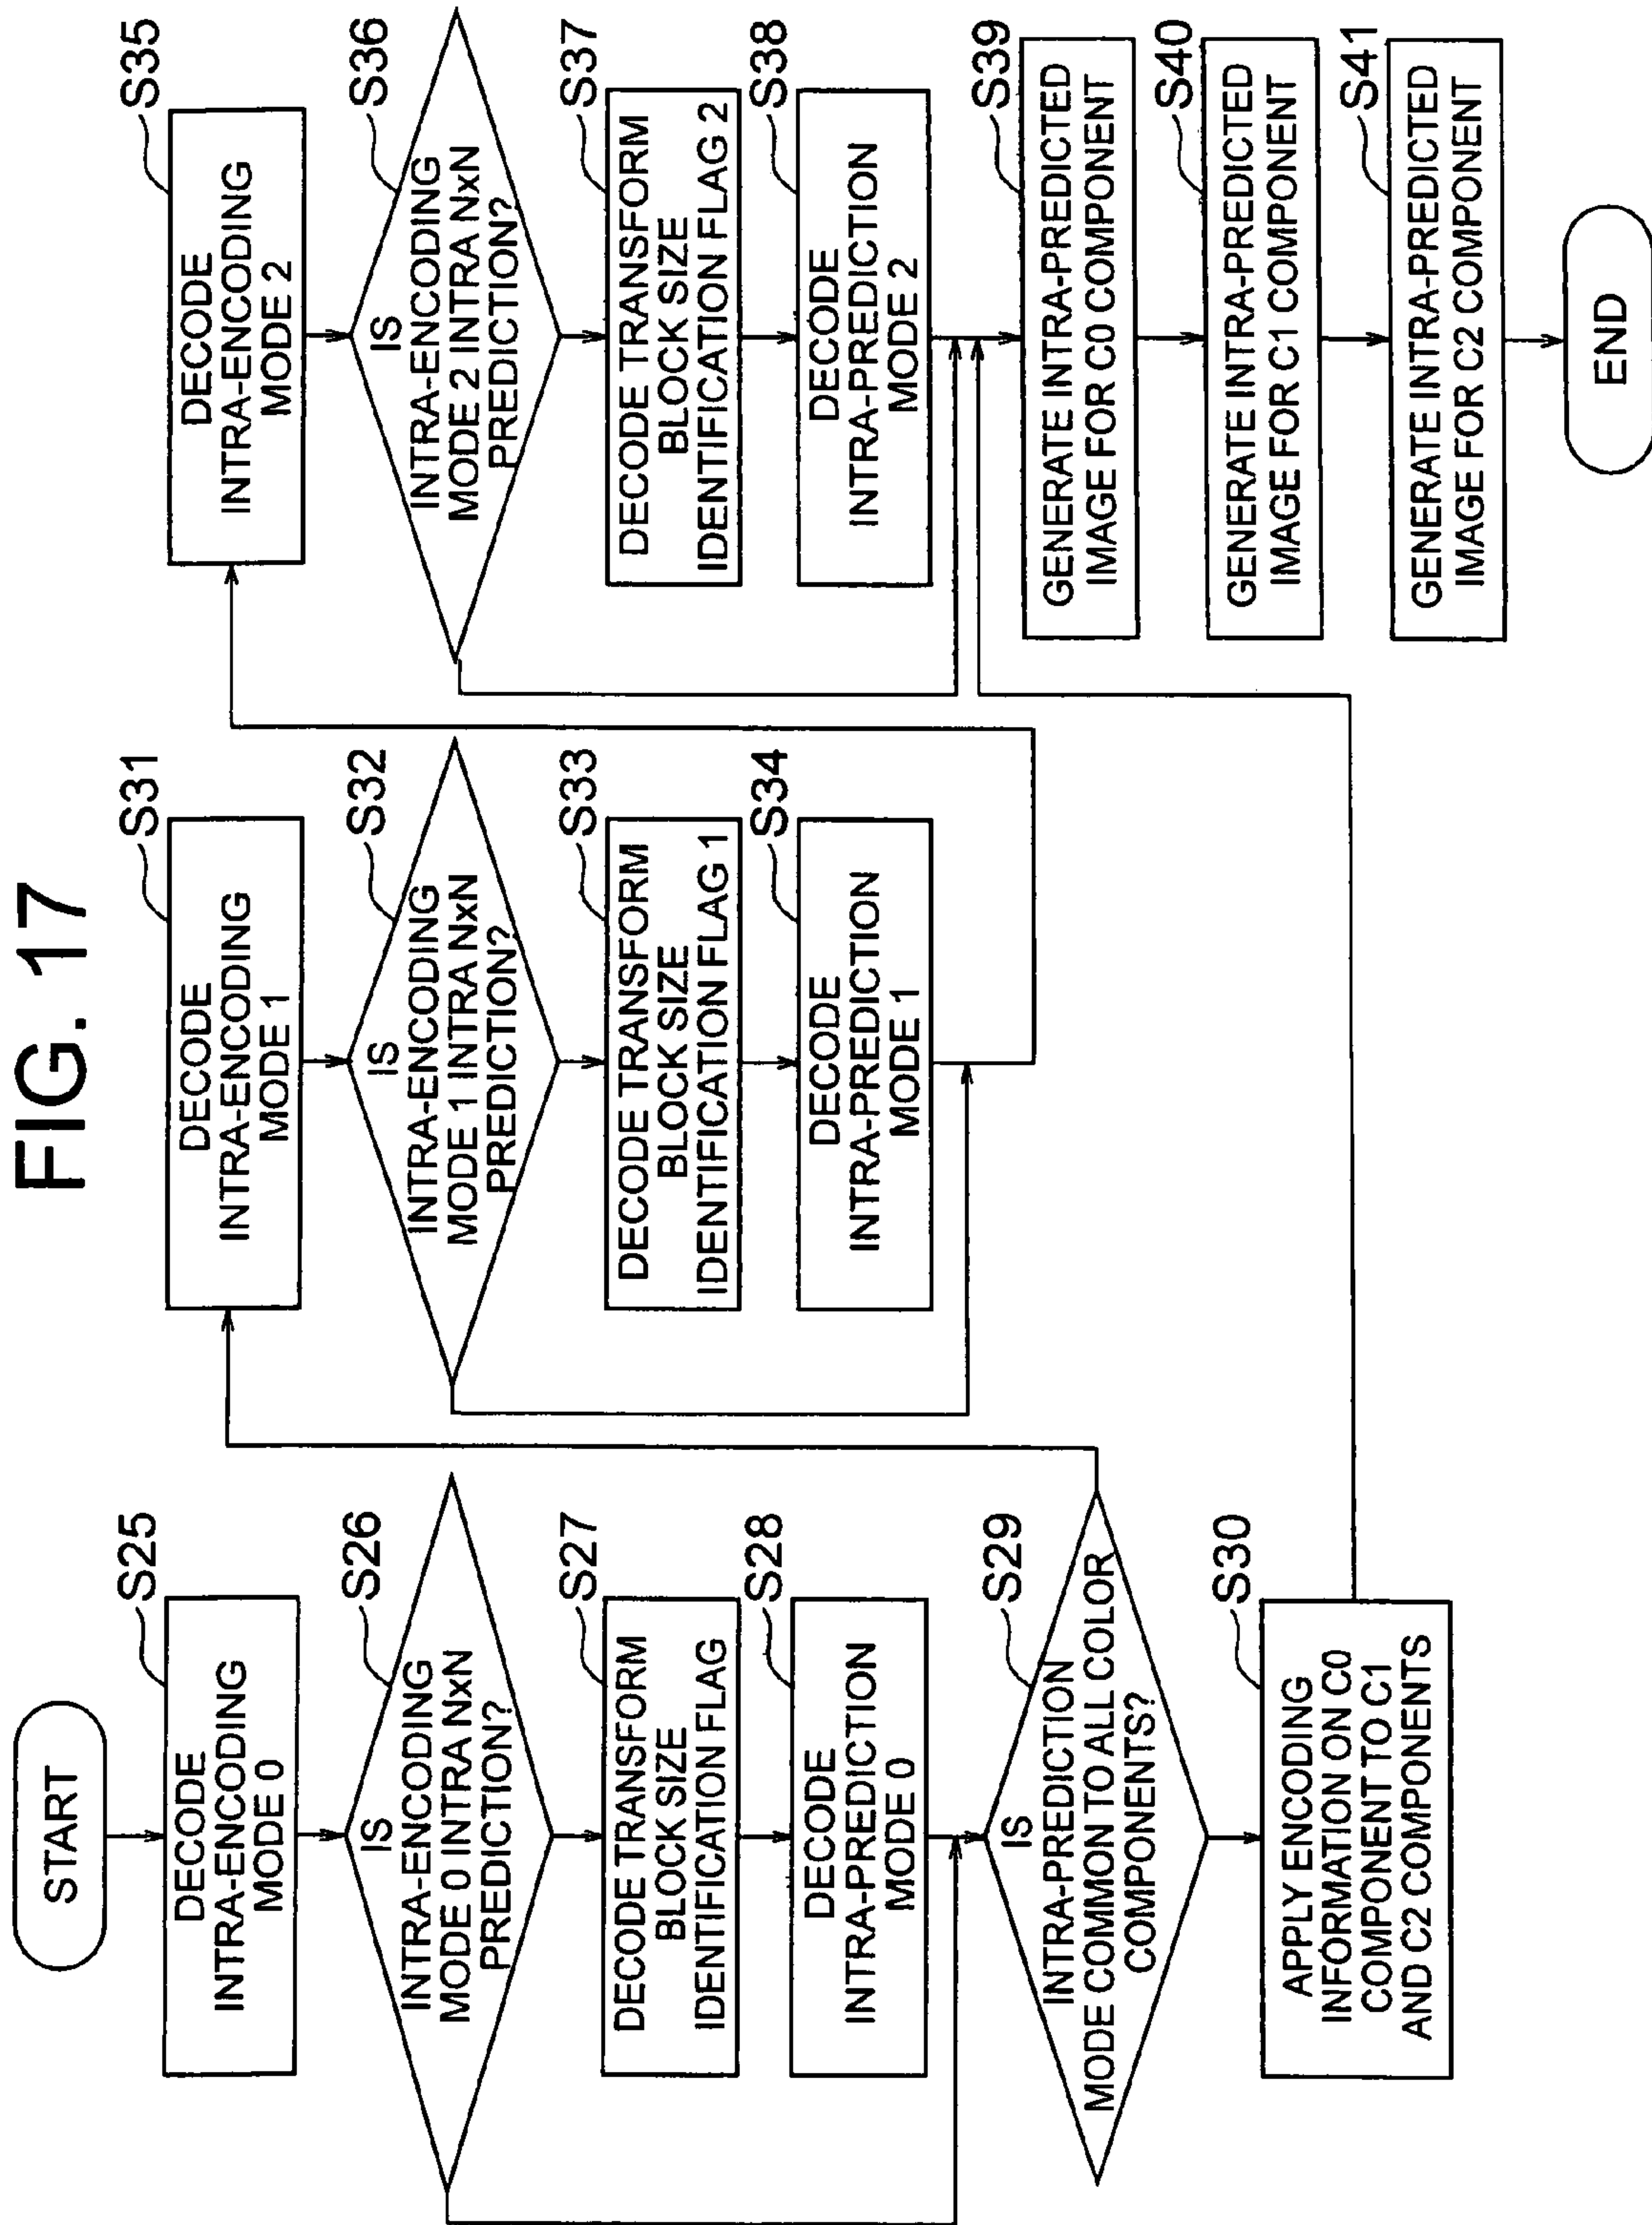 FIG. 17
START
S25
DECODE
INTRA-ENCODING
MODE 0
S26
IS
INTRA-ENCODING
MODE 0 INTRA NxN
PREDICTION?
S27
DECODE TRANSFORM
BLOCK SIZE
IDENTIFICATION FLAG
S28
DECODE
INTRA-PREDICTION
MODE 0
S29
IS
INTRA-PREDICTION
MODE COMMON TO ALL COLOR
COMPONENTS?
S30
APPLY ENCODING
INFORMATION ON C0
COMPONENT TO C1
AND C2 COMPONENTS
S31
DECODE
INTRA-ENCODING
MODE 1
S32
IS
INTRA-ENCODING
MODE 1 INTRA NxN
PREDICTION?
S33
DECODE TRANSFORM
BLOCK SIZE
IDENTIFICATION FLAG 1
S34
DECODE
INTRA-PREDICTION
MODE 1
S35
DECODE
INTRA-ENCODING
MODE 2
S36
IS
INTRA-ENCODING
MODE 2 INTRA NxN
PREDICTION?
S37
DECODE TRANSFORM
BLOCK SIZE
IDENTIFICATION FLAG 2
S38
DECODE
INTRA-PREDICTION
MODE 2
S39
GENERATE INTRA-PREDICTED
IMAGE FOR C0 COMPONENT
S40
GENERATE INTRA-PREDICTED
IMAGE FOR C1 COMPONENT
S41
GENERATE INTRA-PREDICTED
IMAGE FOR C2 COMPONENT
END